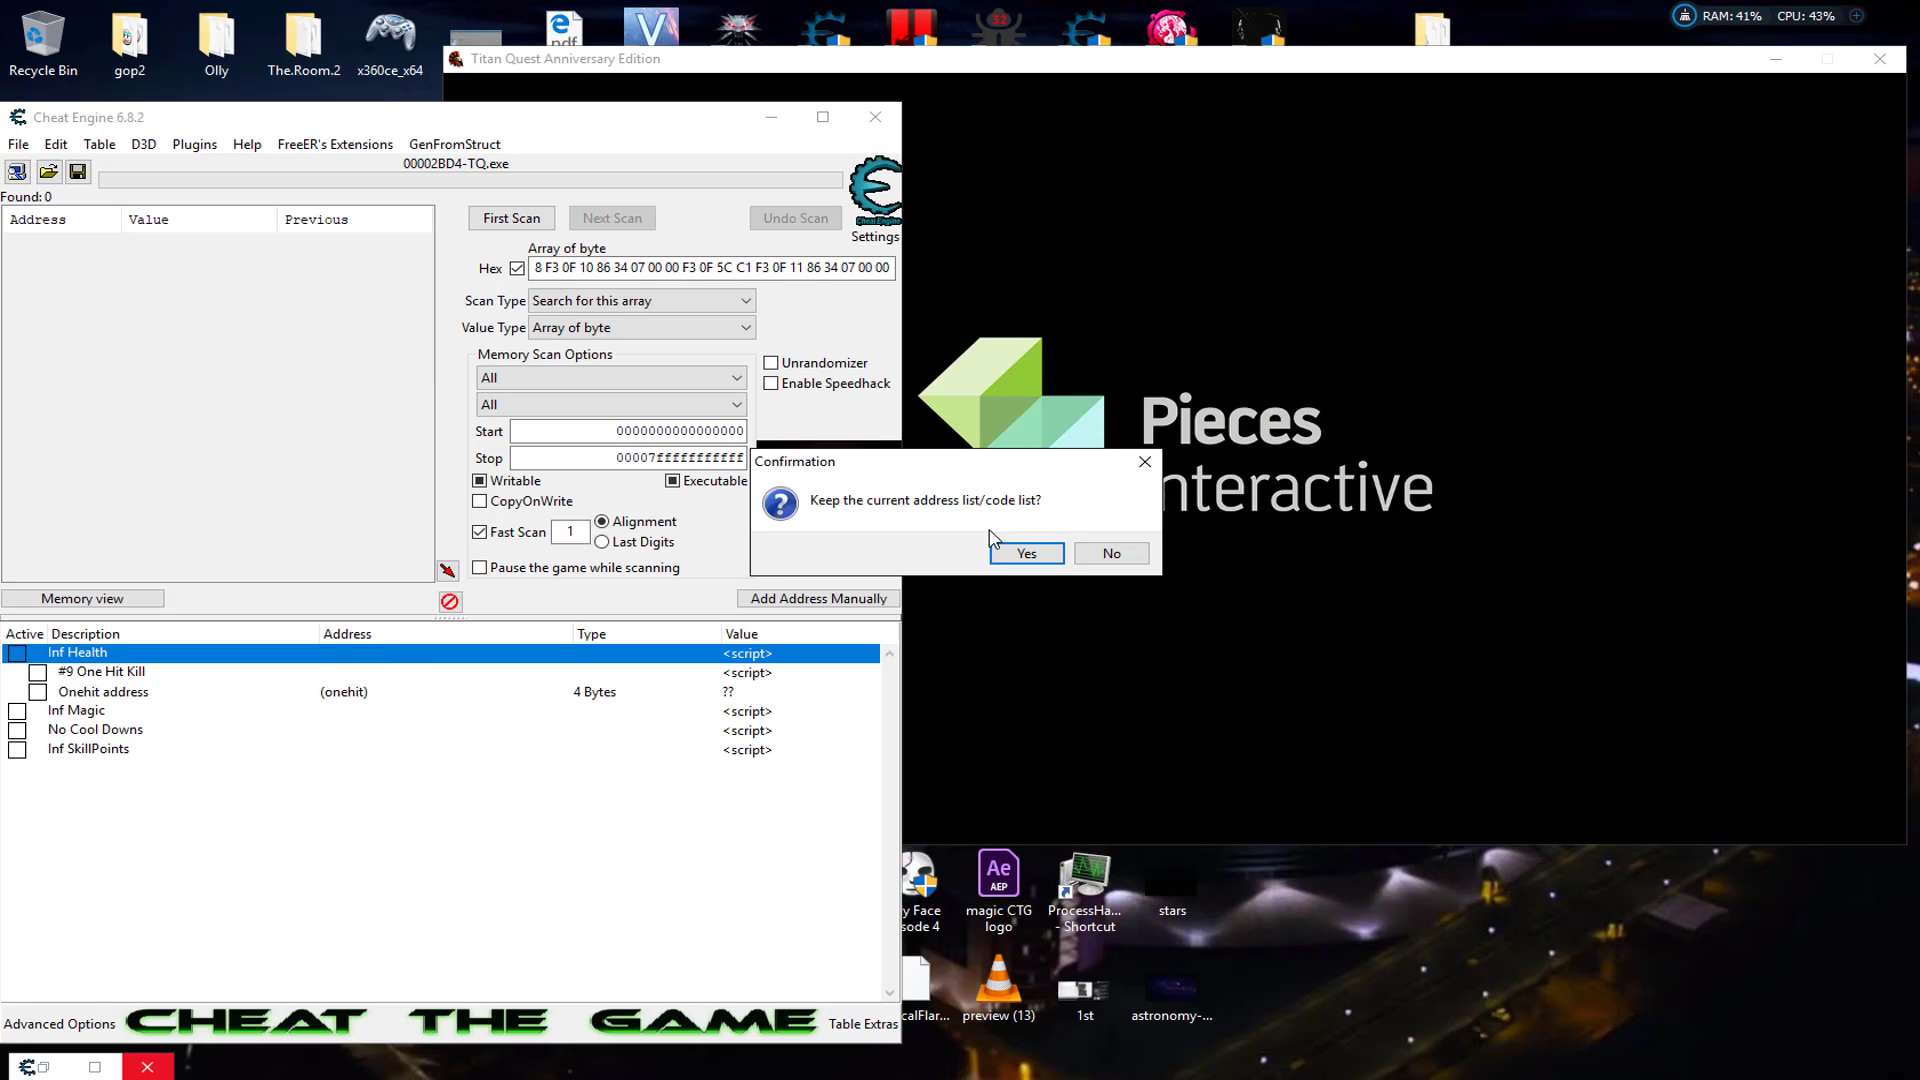 RAM: 41% CPU: 43%
Recycle Bin
gop2
Olly
The.Room.2
x360ce_x64
pdf
32
Titan Quest Anniversary Edition
Cheat Engine 6.8.2
File Edit Table D3D Plugins Help FreeER's Extensions GenFromStruct
00002BD4-TQ.exe
Found: 0
Address Value Previous
First Scan Next Scan Undo Scan
Cheat Engine
Settings
Array of byte
Hex 8 F3 0F 10 86 34 07 00 00 F3 0F 5C C1 F3 0F 11 86 34 07 00 00
Scan Type Search for this array
Value Type Array of byte
Memory Scan Options
All
All
Unrandomizer
Enable Speedhack
Start 0000000000000000
Stop 00007fffffffffff
Writable Executable
CopyOnWrite
Fast Scan 1 Alignment
Last Digits
Pause the game while scanning
Memory view
Add Address Manually
Confirmation
Keep the current address list/code list?
Yes No
Pieces
nteractive
Active Description Address Type Value
Inf Health <script>
#9 One Hit Kill <script>
Onehit address (onehit) 4 Bytes ??
Inf Magic <script>
No Cool Downs <script>
Inf SkillPoints <script>
Advanced Options CHEAT THE GAME Table Extras
y Face
ode 4
Ae
AEP
magic CTG
logo
ProcessHa...
- Shortcut
stars
calFlar...
preview (13)
1st
astronomy-...